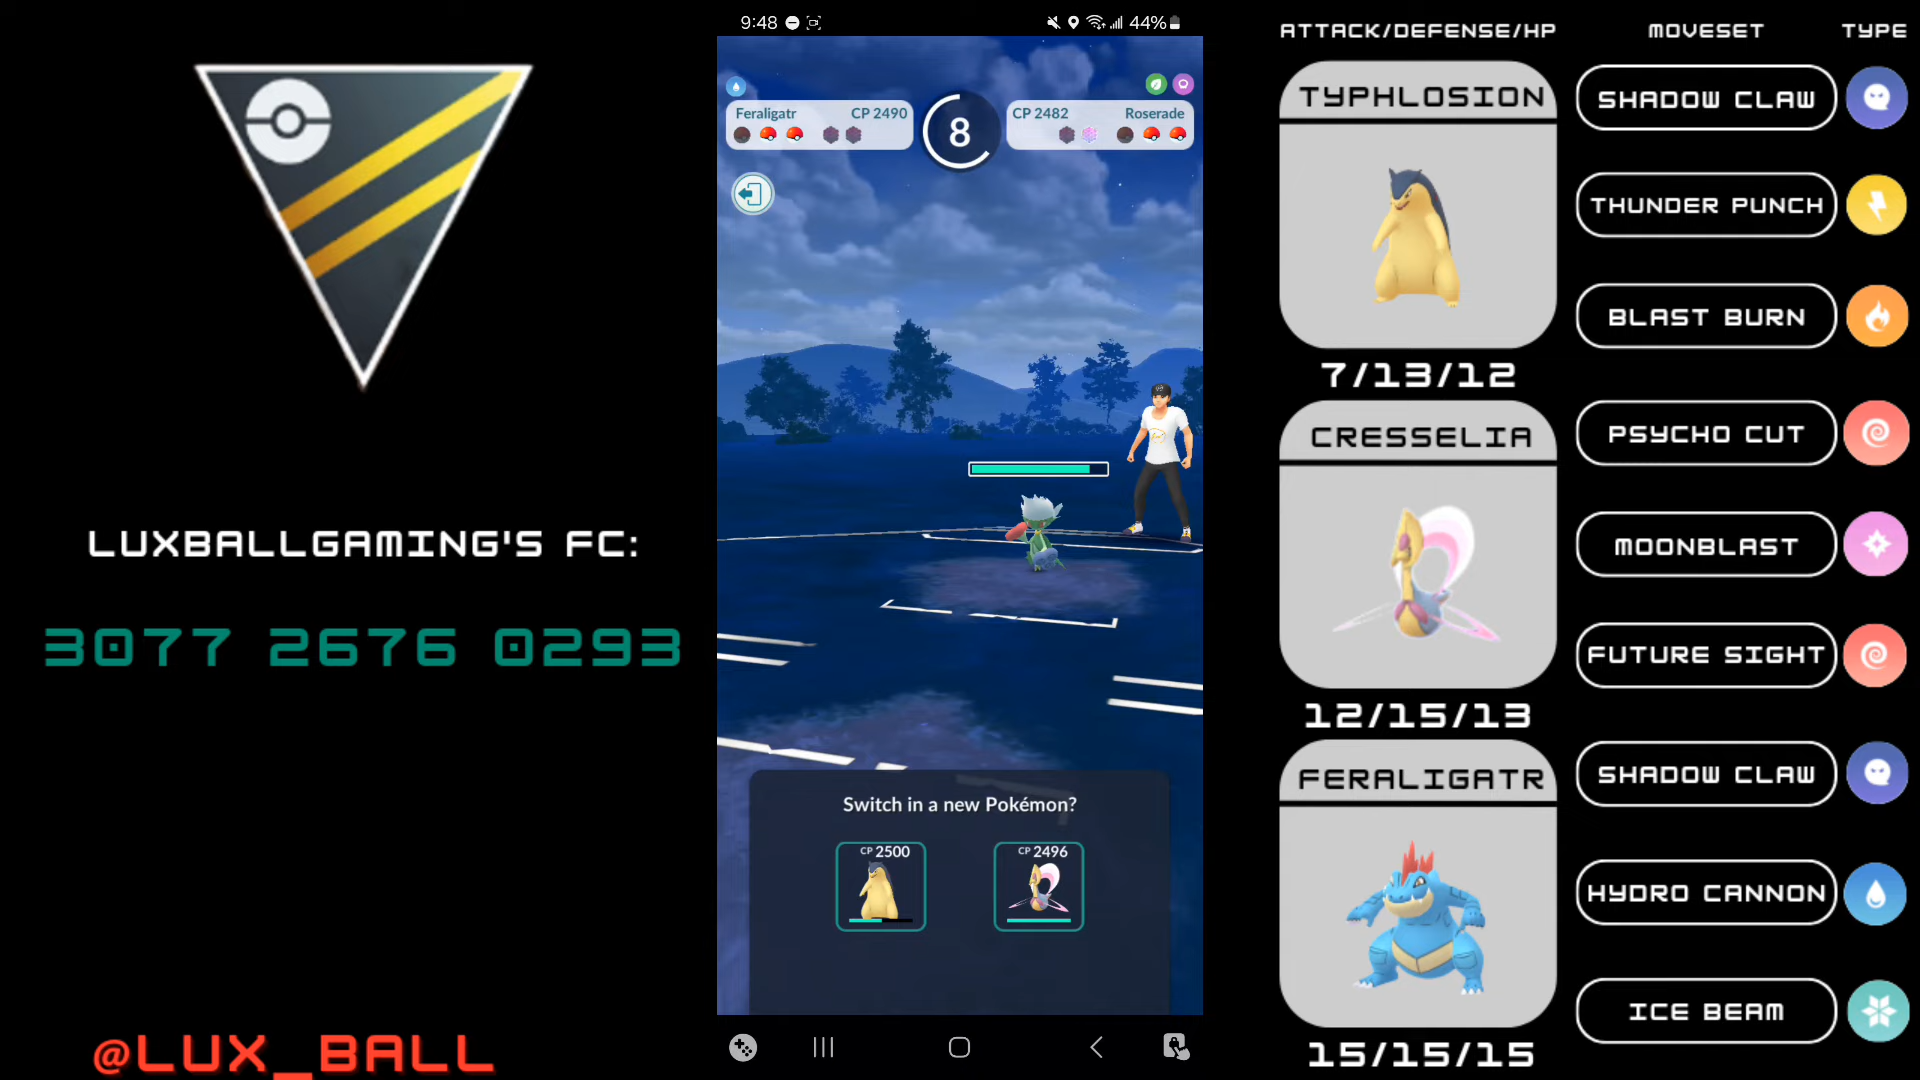 LUXBALLGAMING'S FC:
3077 2676 0293
@LUX_BALL
9:48
44%
Feraligatr CP 2490
8
CP 2482 Roserade
Switch in a new Pokémon?
CP 2500
CP 2496
ATTACK/DEFENSE/HP MOVESET TYPE
TYPHLOSION
SHADOW CLAW
THUNDER PUNCH
BLAST BURN
7/13/12
CRESSELIA
PSYCHO CUT
MOONBLAST
FUTURE SIGHT
12/15/13
FERALIGATR
SHADOW CLAW
HYDRO CANNON
ICE BEAM
15/15/15